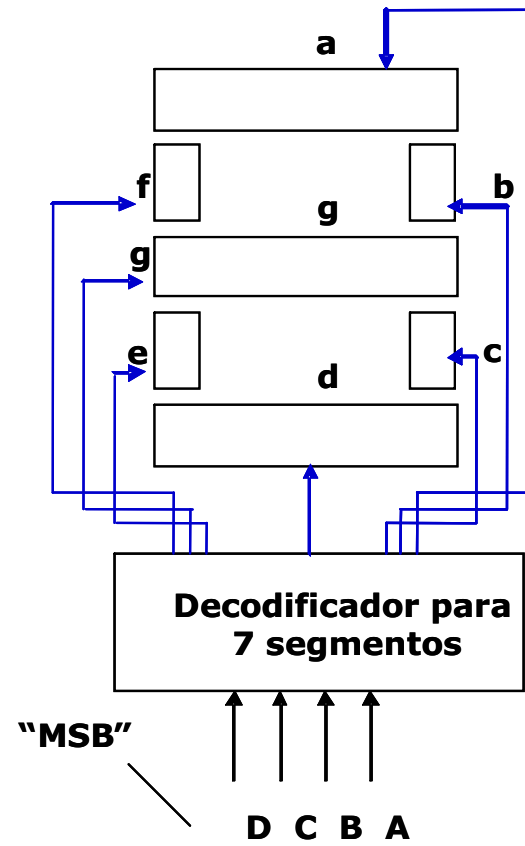 a
f
b
g
g
e
c
d
Decodificador para
7 segmentos
“MSB”
D C B A